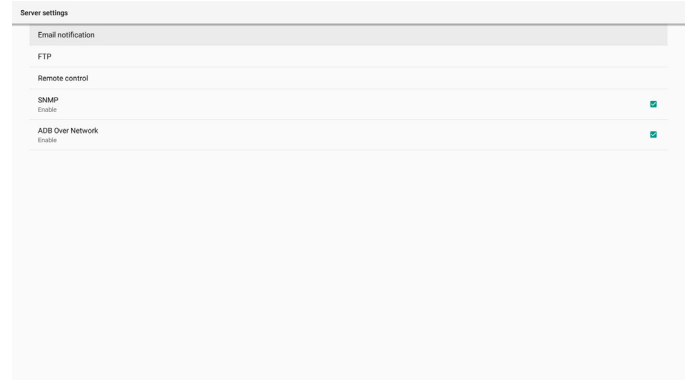 Server settings
Email notification
FTP
Remote control
SNMP
Enable
ADB Over Network
Enable